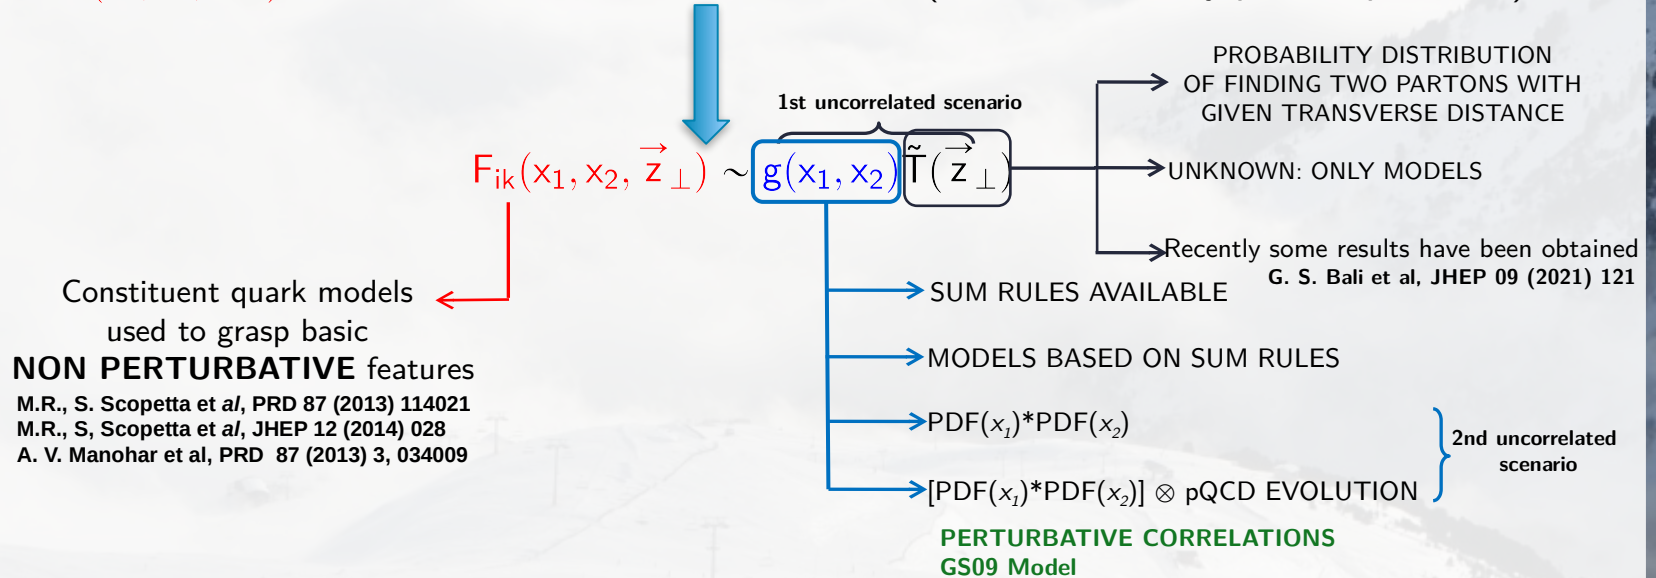 1st uncorrelated scenario
F_ik(x_1, x_2, z⃗_⊥) ∼ g(x_1, x_2) T̃(z⃗_⊥)
PROBABILITY DISTRIBUTION
OF FINDING TWO PARTONS WITH
GIVEN TRANSVERSE DISTANCE
UNKNOWN: ONLY MODELS
Recently some results have been obtained
G. S. Bali et al, JHEP 09 (2021) 121
Constituent quark models
used to grasp basic
NON PERTURBATIVE features
M.R., S. Scopetta et al, PRD 87 (2013) 114021
M.R., S, Scopetta et al, JHEP 12 (2014) 028
A. V. Manohar et al, PRD 87 (2013) 3, 034009
SUM RULES AVAILABLE
MODELS BASED ON SUM RULES
PDF(x_1)*PDF(x_2)
[PDF(x_1)*PDF(x_2)] ⊗ pQCD EVOLUTION
2nd uncorrelated
scenario
PERTURBATIVE CORRELATIONS
GS09 Model